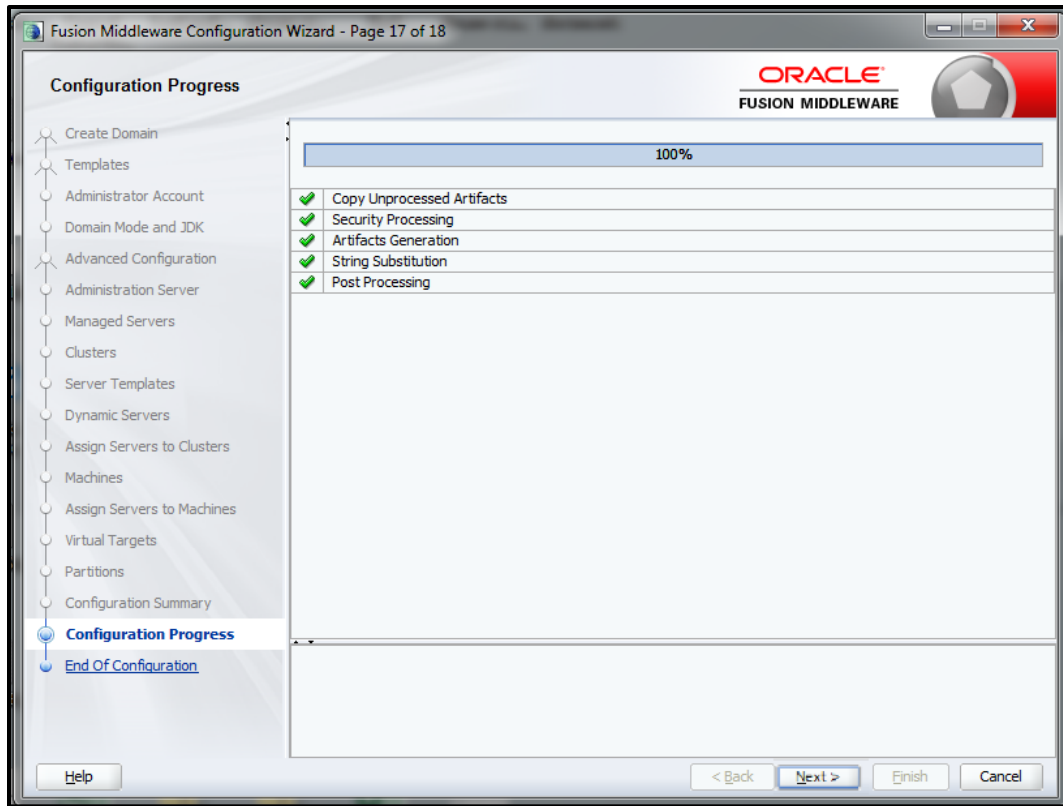 Fusion Middleware Configuration Wizard - Page 17 of 18
Configuration Progress
ORACLE
FUSION MIDDLEWARE
Create Domain
Templates
Administrator Account
Domain Mode and JDK
Advanced Configuration
Administration Server
Managed Servers
Clusters
Server Templates
Dynamic Servers
Assign Servers to Clusters
Machines
Assign Servers to Machines
Virtual Targets
Partitions
Configuration Summary
Configuration Progress
End Of Configuration
100%
Copy Unprocessed Artifacts
Security Processing
Artifacts Generation
String Substitution
Post Processing
Help
< Back
Next >
Finish
Cancel